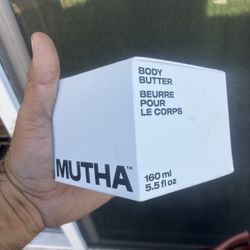 BODY
BUTTER
BEURRE
POUR
LE CORPS
MUTHA™
160 ml
5.5 fl oz